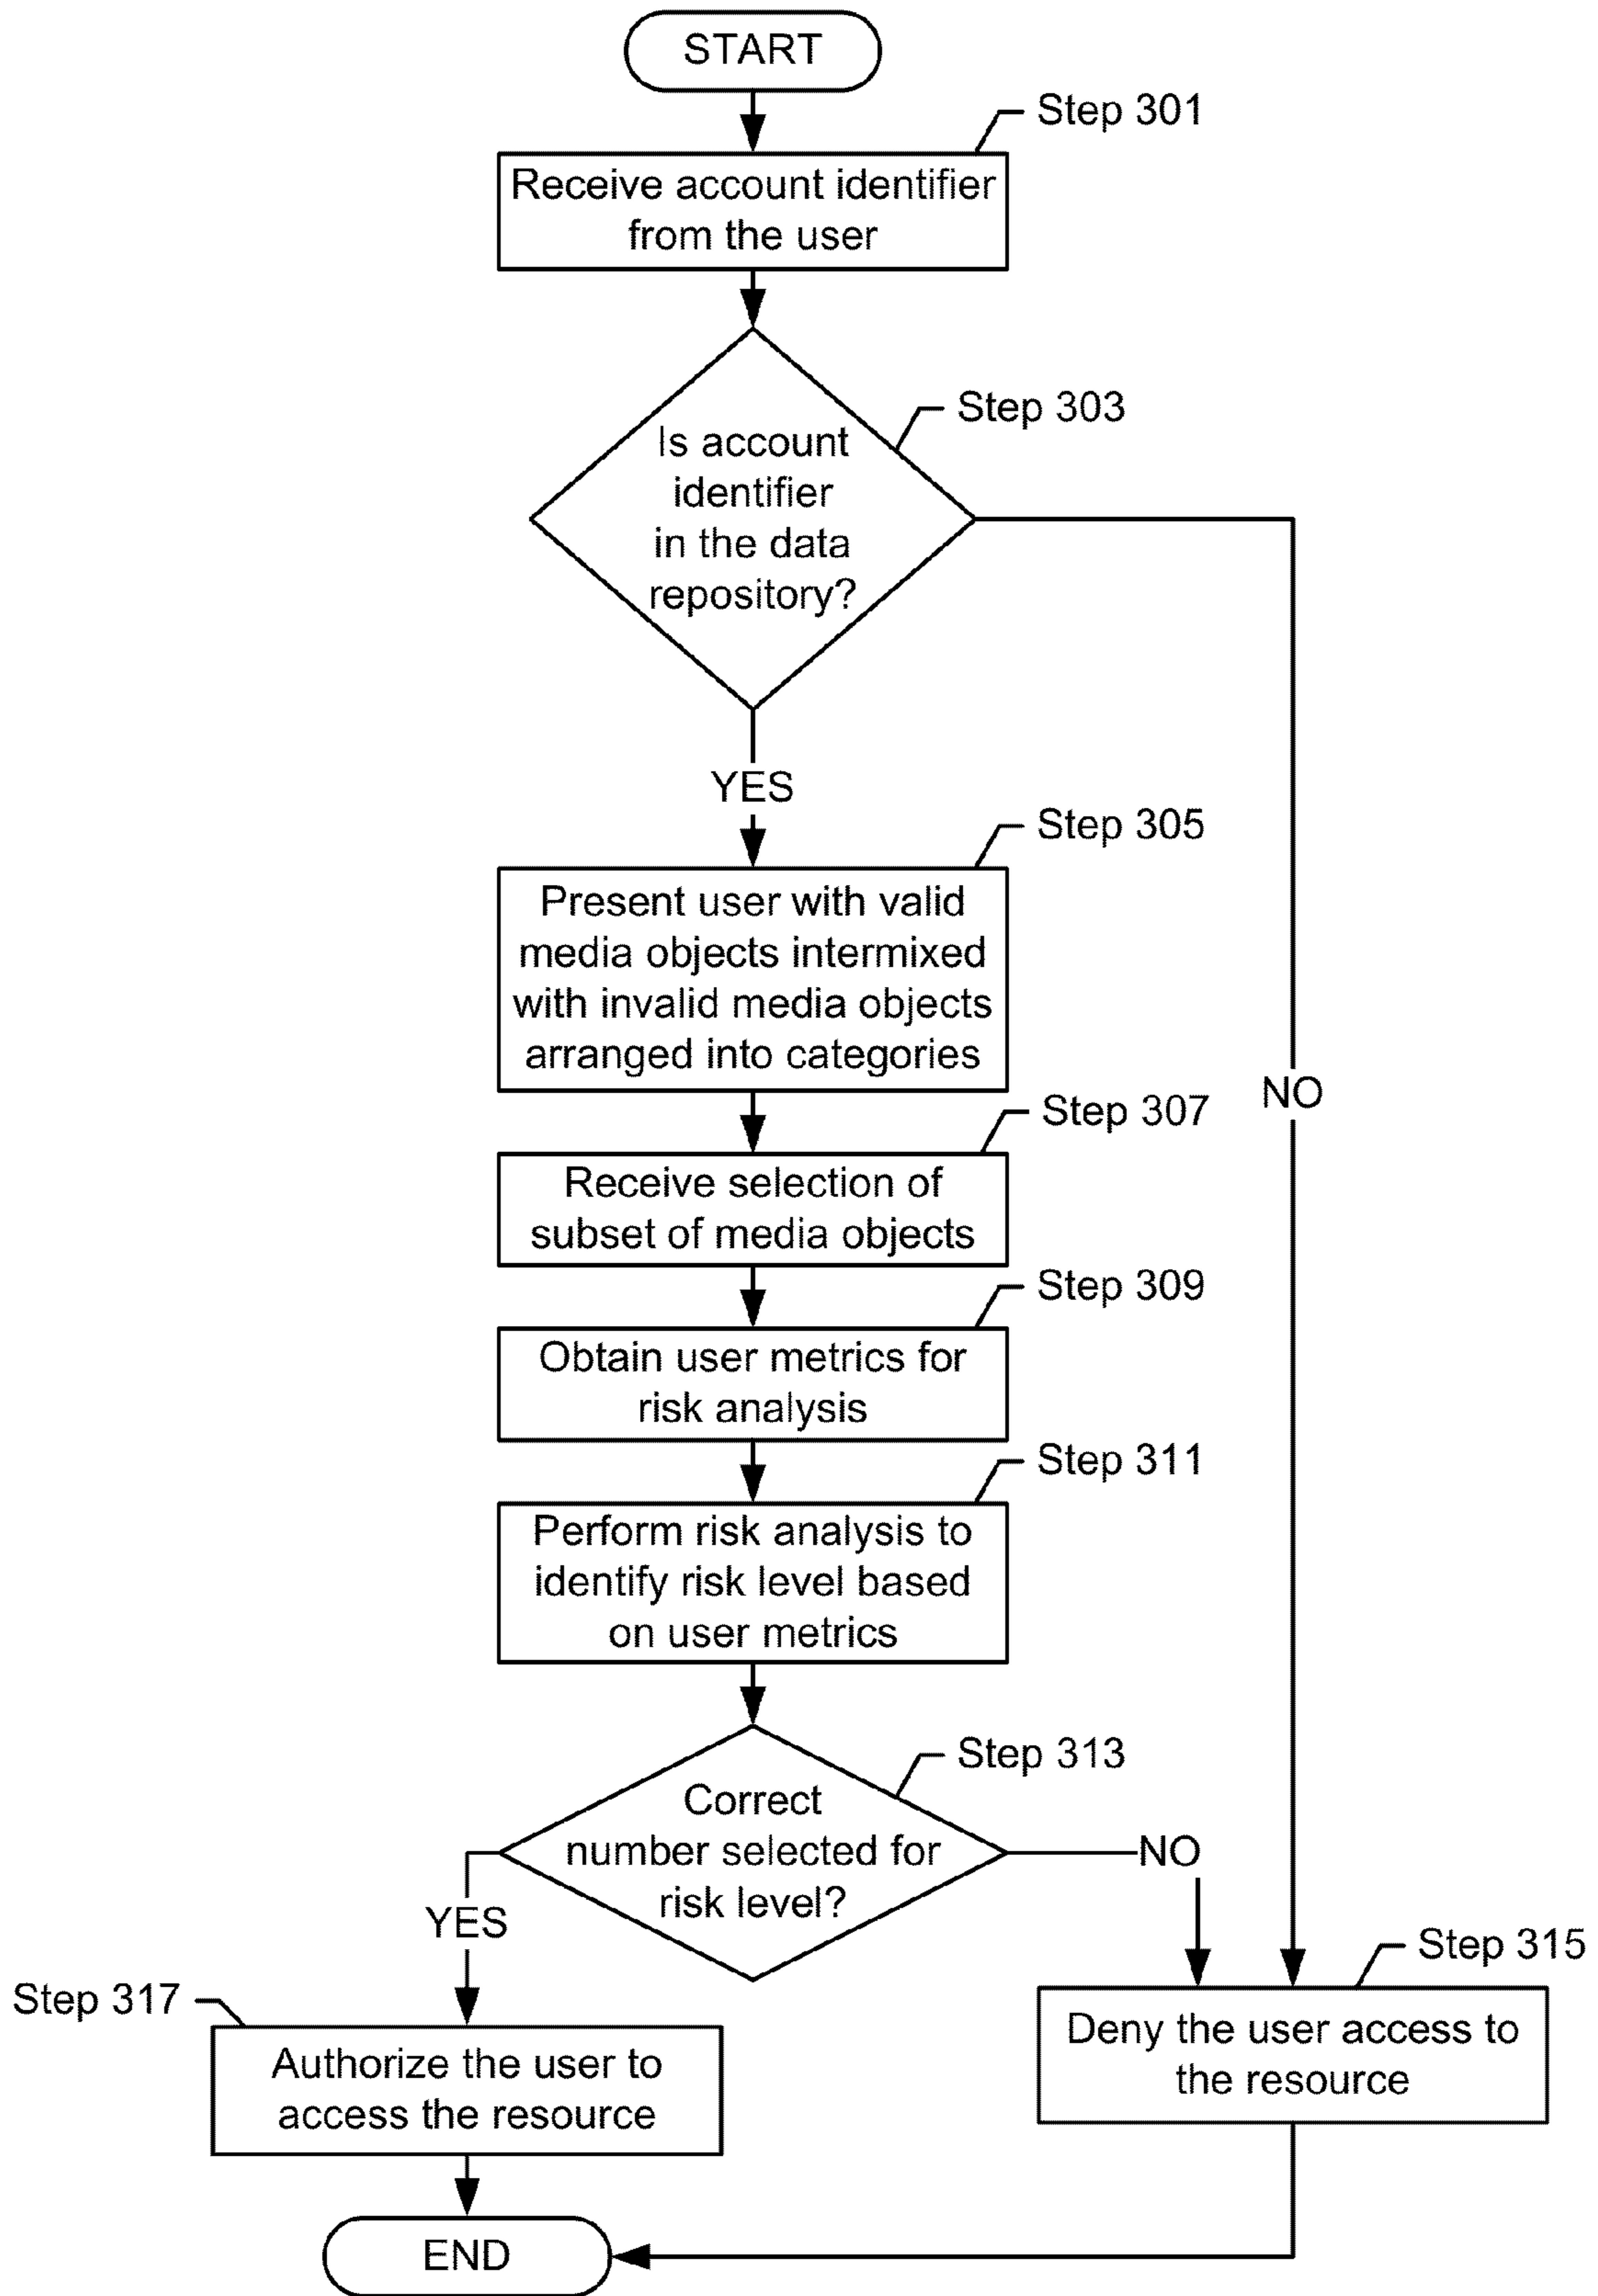 START
Step 301
Receive account identifier
from the user
Step 303
Is account
identifier
in the data
repository?
YES
Step 305
Present user with valid
media objects intermixed
with invalid media objects
arranged into categories
NO
Step 307
Receive selection of
subset of media objects
Step 309
Obtain user metrics for
risk analysis
Step 311
Perform risk analysis to
identify risk level based
on user metrics
Step 313
Correct
number selected for
risk level?
NO
YES
Step 315
Deny the user access to
the resource
Step 317
Authorize the user to
access the resource
END